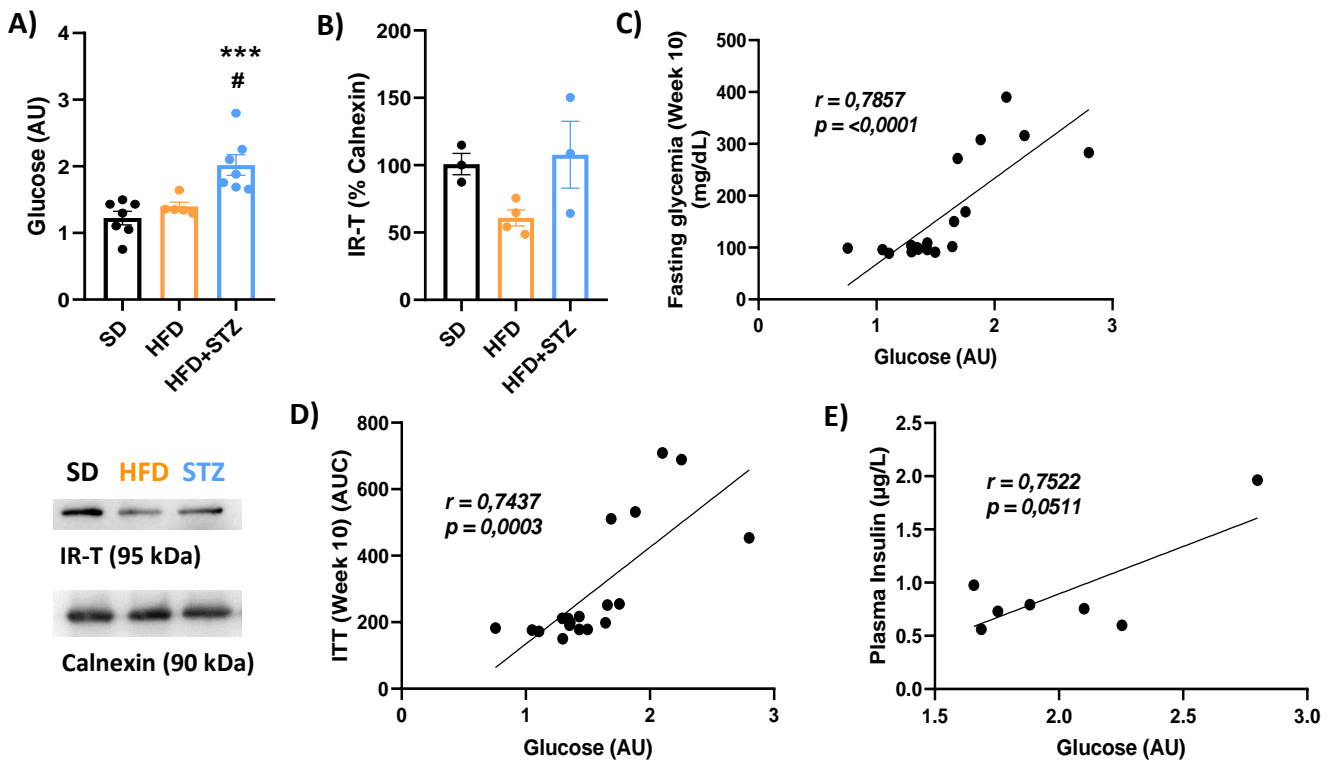 A)
Glucose (AU)
4
3
2
1
0
***
#
SD
HFD
HFD+STZ
B)
IR-T (% Calnexin)
200
150
100
50
0
SD
HFD
HFD+STZ
C)
Fasting glycemia (Week 10)
(mg/dL)
500
400
300
200
100
0
r = 0,7857
p = <0,0001
0
1
2
3
Glucose (AU)
SD HFD STZ
IR-T (95 kDa)
Calnexin (90 kDa)
D)
ITT (Week 10) (AUC)
800
600
400
200
0
r = 0,7437
p = 0,0003
0
1
2
3
Glucose (AU)
E)
Plasma Insulin (µg/L)
2.5
2.0
1.5
1.0
0.5
0.0
r = 0,7522
p = 0,0511
1.5
2.0
2.5
3.0
Glucose (AU)